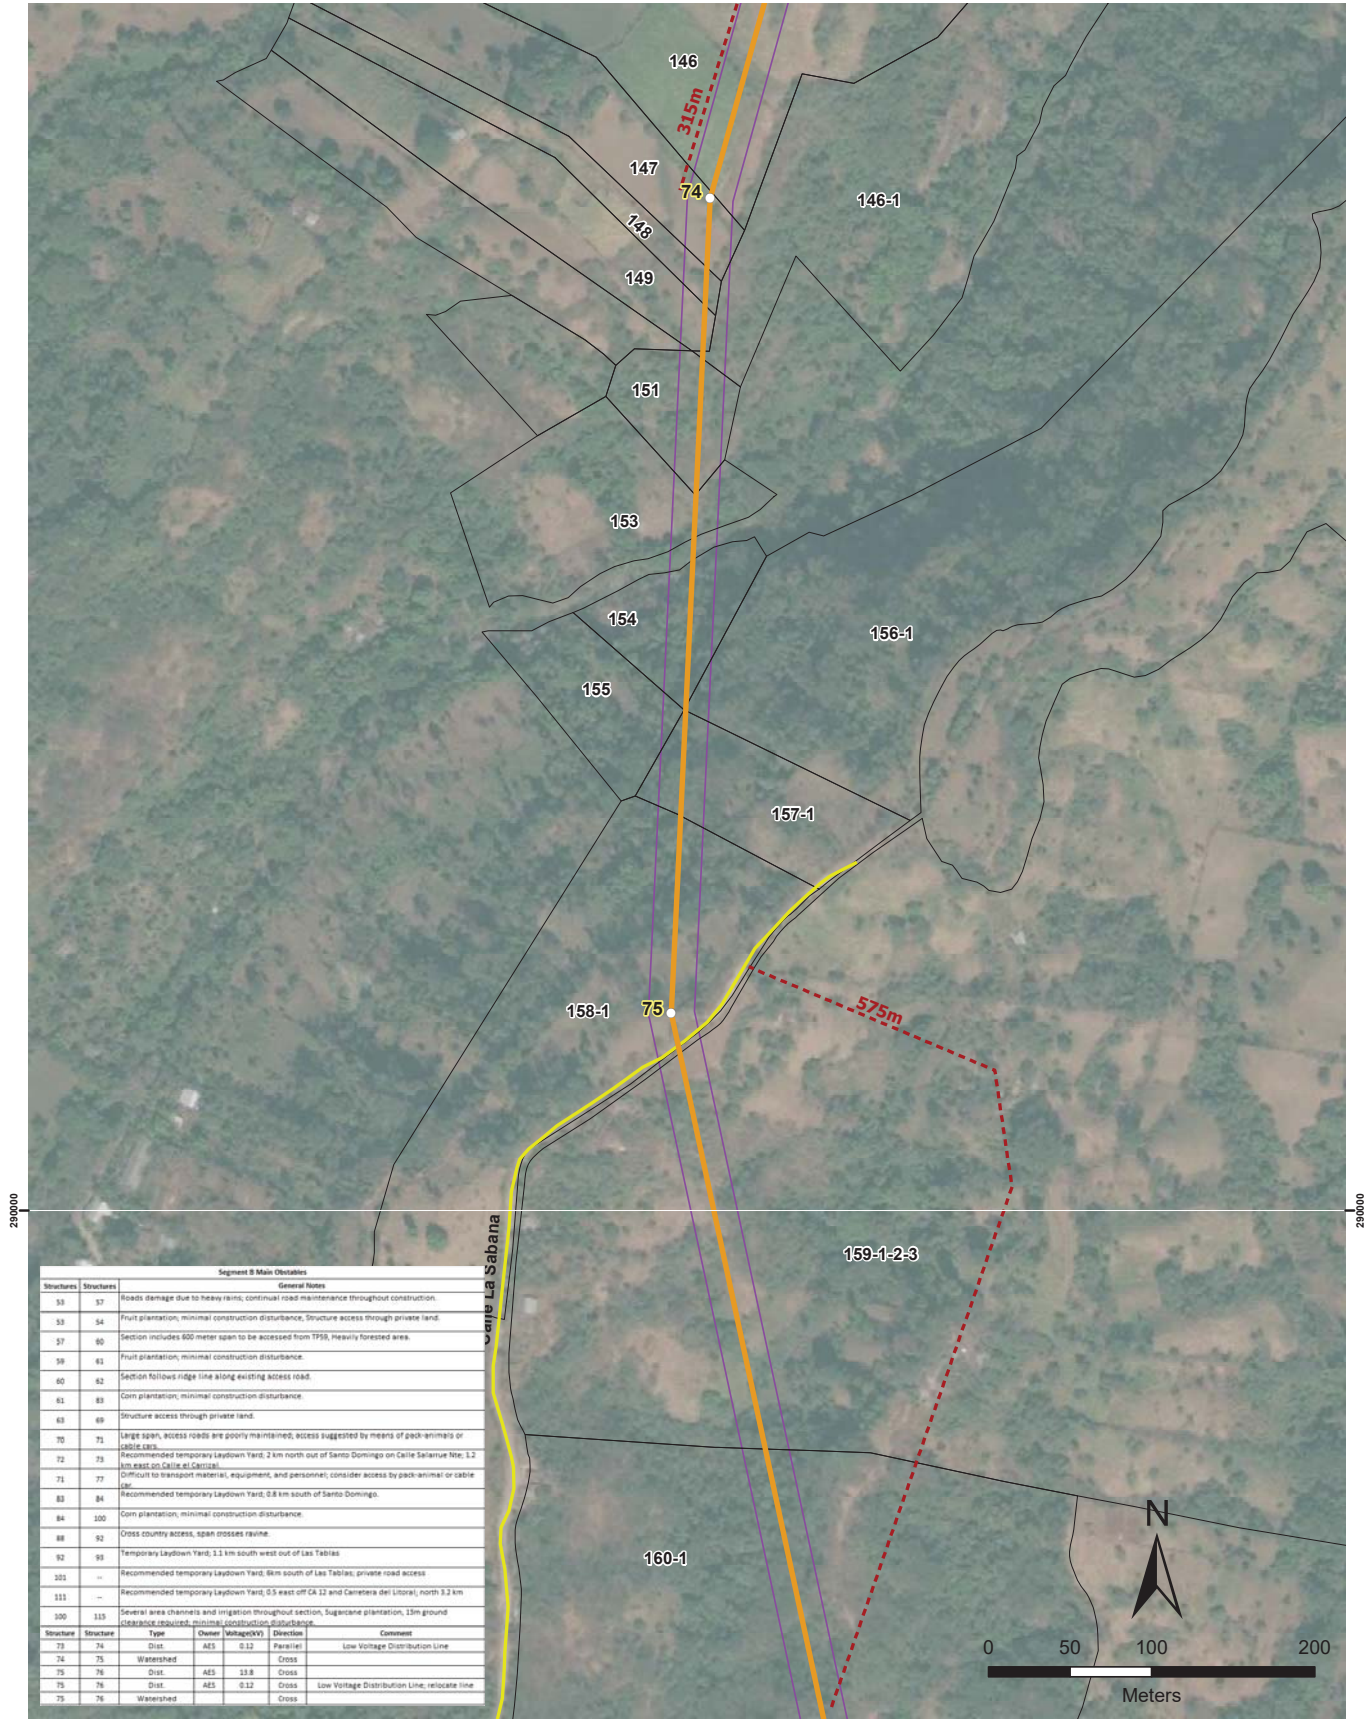 146
315m
147
74
146-1
148
149
151
153
154
156-1
155
157-1
575m
158-1
75
290000
290000
Calle La Sabana
159-1-2-3
160-1
N
0 50 100 200
Meters
Segment B Main Obstables
Structures Structures General Notes
53 57 Roads damage due to heavy rains; continual road maintenance throughout construction.
53 54 Fruit plantation; minimal construction disturbance, Structure access through private land.
57 60 Section includes 600 meter span to be accessed from TP59, Heavily forested area.
59 61 Fruit plantation; minimal construction disturbance.
60 62 Section follows ridge line along existing access road.
61 83 Corn plantation; minimal construction disturbance.
63 69 Structure access through private land.
70 71 Large span, access roads are poorly maintained; access suggested by means of pack-animals or
cable cars.
72 73 Recommended temporary Laydown Yard; 2 km north out of Santo Domingo on Calle Salarrue Nte; 1.2
km east on Calle el Carrizal.
71 77 Difficult to transport material, equipment, and personnel; consider access by pack-animal or cable
car.
83 84 Recommended temporary Laydown Yard; 0.8 km south of Santo Domingo.
84 100 Corn plantation; minimal construction disturbance.
88 92 Cross country access, span crosses ravine.
92 93 Temporary Laydown Yard; 1.1 km south west out of Las Tablas
101 -- Recommended temporary Laydown Yard; 6km south of Las Tablas; private road access
111 -- Recommended temporary Laydown Yard; 0.5 east off CA 12 and Carretera del Litoral; north 3.2 km
100 115 Several area channels and irrigation throughout section, Sugarcane plantation, 15m ground
clearance required; minimal construction disturbance.
Structure Structure Type Owner Voltage(kV) Direction Comment
73 74 Dist. AES 0.12 Parallel Low Voltage Distribution Line
74 75 Watershed Cross
75 76 Dist. AES 13.8 Cross
75 76 Dist. AES 0.12 Cross Low Voltage Distribution Line; relocate line
75 76 Watershed Cross